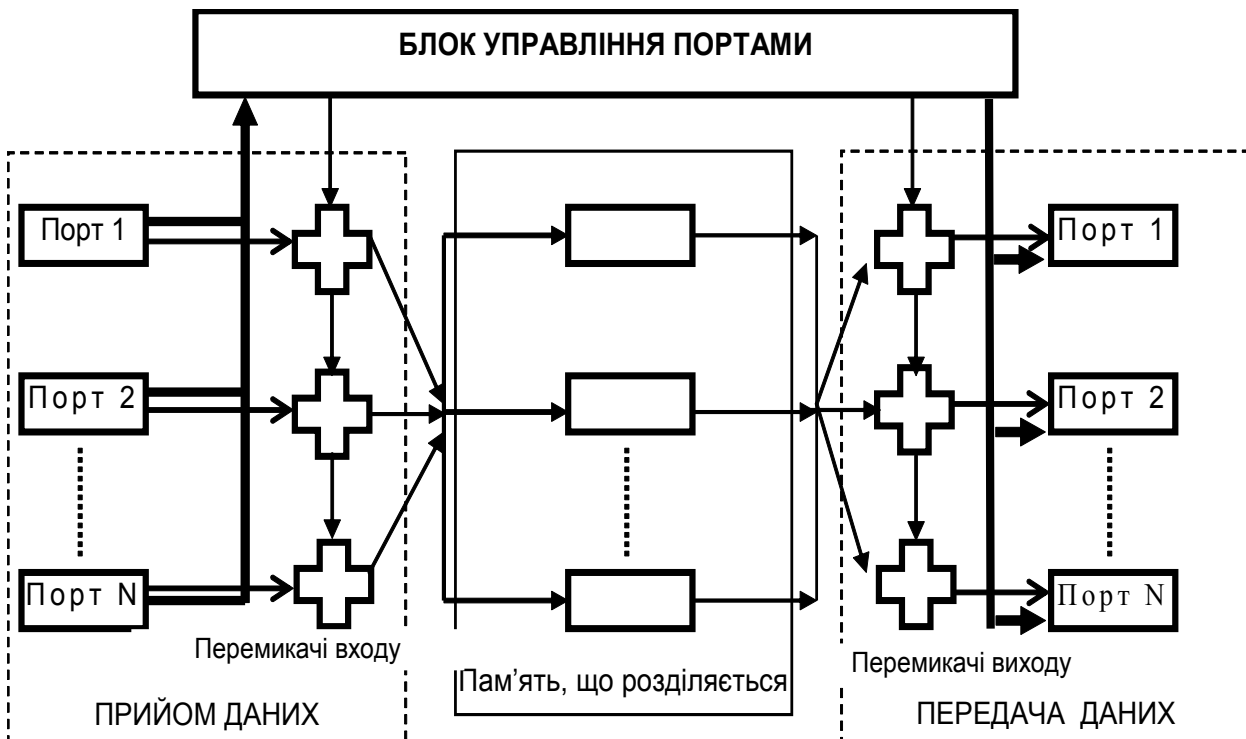 БЛОК УПРАВЛІННЯ ПОРТАМИ
Порт 1
Порт 2
Порт N
Перемикачі входу
ПРИЙОМ ДАНИХ
Пам’ять, що розділяється
Порт 1
Порт 2
Порт N
Перемикачі виходу
ПЕРЕДАЧА ДАНИХ